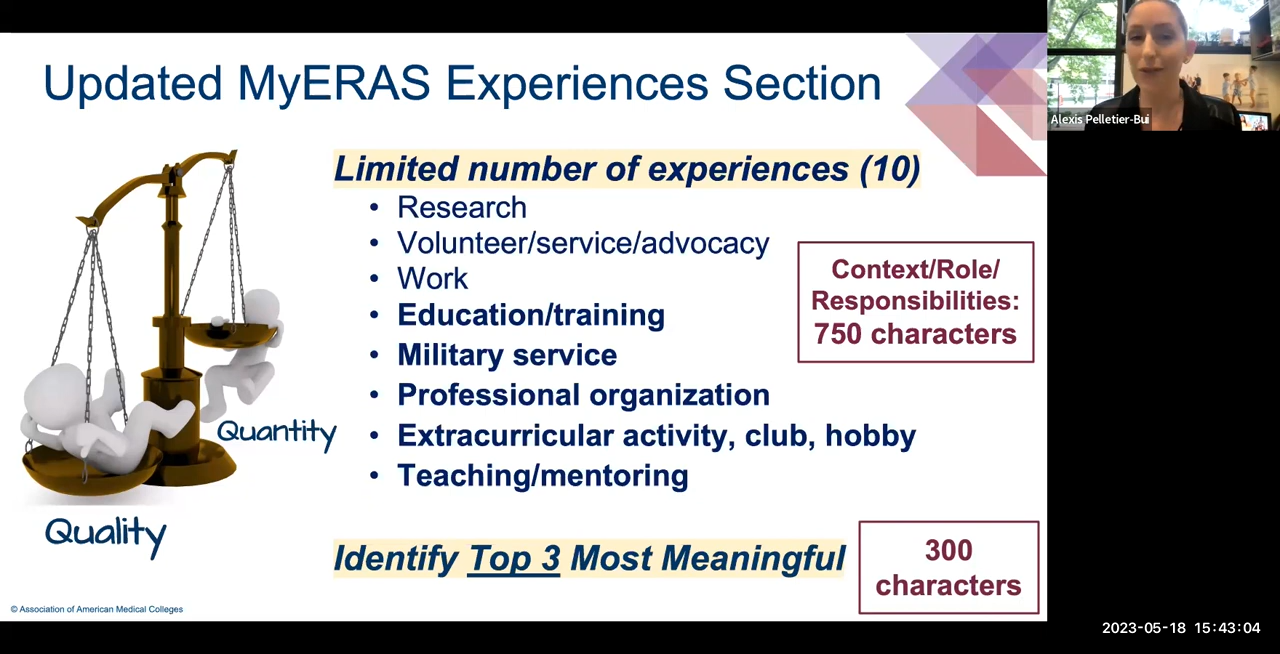 Updated MyERAS Experiences Section
Alexis Pelletier-Bui
Limited number of experiences (10)
• Research
• Volunteer/service/advocacy
• Work
• Education/training
• Military service
• Professional organization
• Extracurricular activity, club, hobby
• Teaching/mentoring
Context/Role/
Responsibilities:
750 characters
Quantity
Quality
Identify Top 3 Most Meaningful
300
characters
© Association of American Medical Colleges
2023-05-18 15:43:04